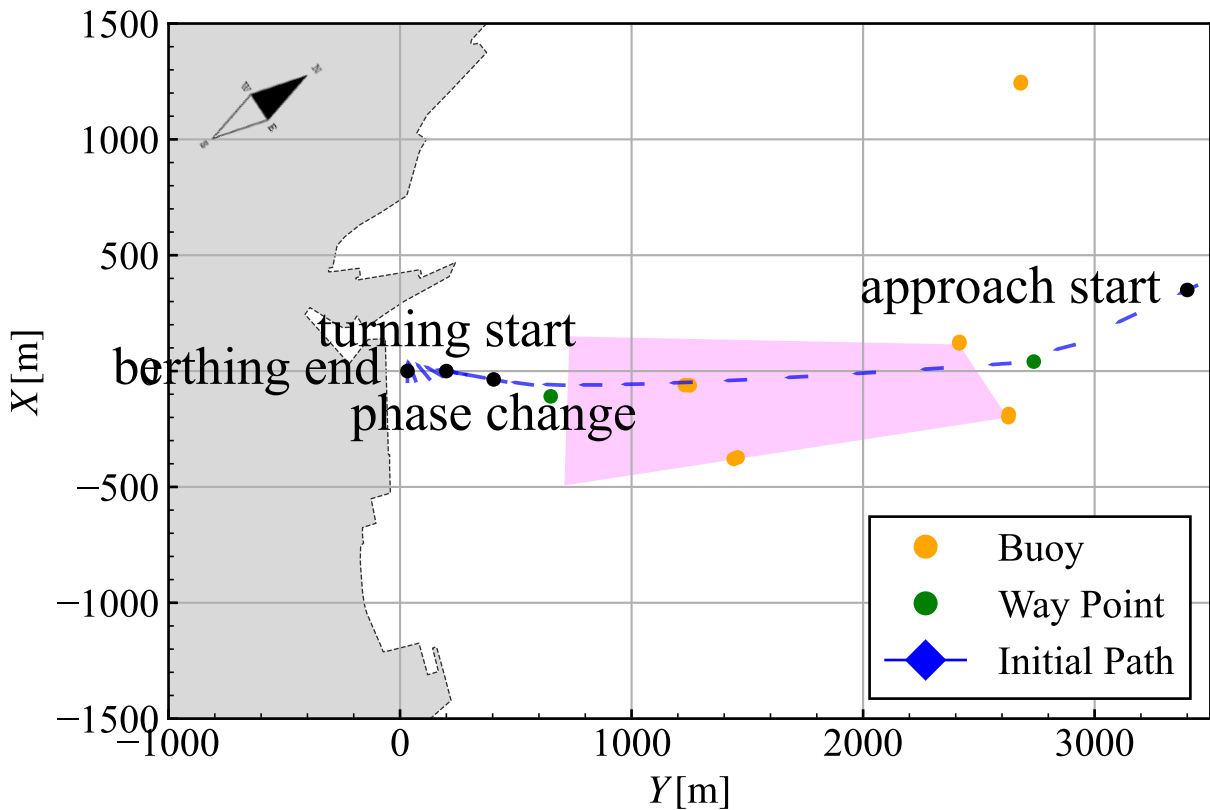 1500
1000
500
0
−500
−1000
−1500
X [m]
N
W
E
S
approach start
turning start
berthing end
phase change
Buoy
Way Point
Initial Path
−1000
0
1000
2000
3000
Y [m]